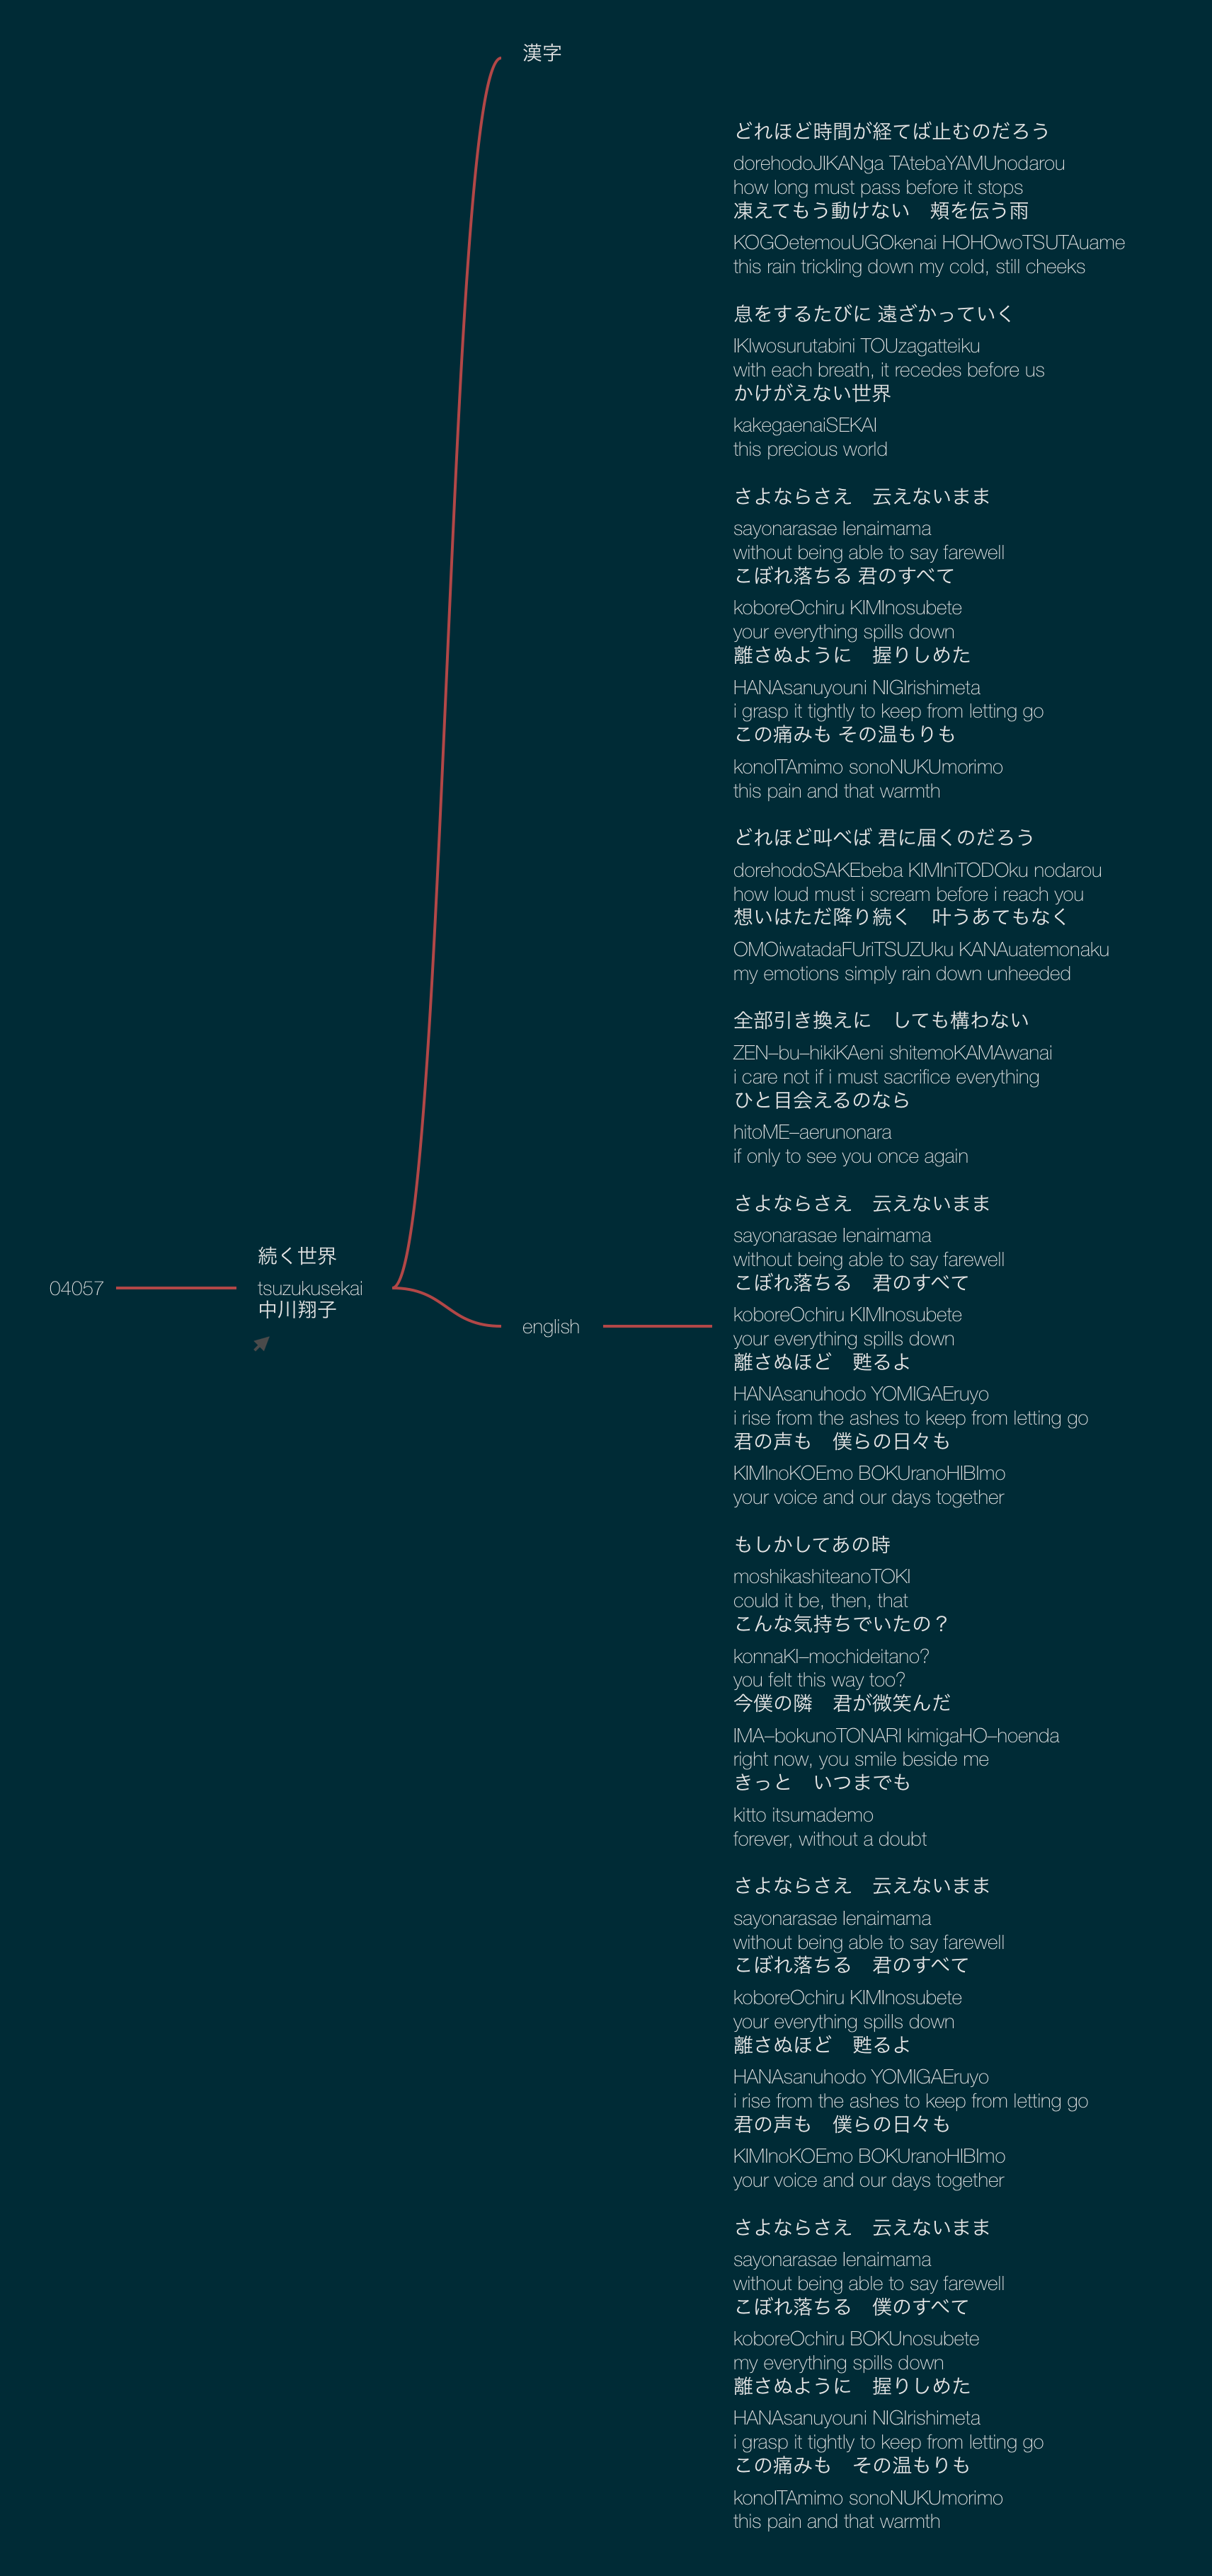 漢字
04057
続く世界
tsuzukusekai
中川翔子
english
どれほど時間が経てば止むのだろう
dorehodoJIKANga TAtebaYAMUnodarou
how long must pass before it stops
凍えてもう動けない　頬を伝う雨
KOGOetemouUGOkenai HOHOwoTSUTAuame
this rain trickling down my cold, still cheeks
息をするたびに 遠ざかっていく
IKIwosurutabini TOUzagatteiku
with each breath, it recedes before us
かけがえない世界
kakegaenaiSEKAI
this precious world
さよならさえ　云えないまま
sayonarasae Ienaimama
without being able to say farewell
こぼれ落ちる 君のすべて
koboreOchiru KIMInosubete
your everything spills down
離さぬように　握りしめた
HANAsanuyouni NIGIrishimeta
i grasp it tightly to keep from letting go
この痛みも その温もりも
konoITAmimo sonoNUKUmorimo
this pain and that warmth
どれほど叫べば 君に届くのだろう
dorehodoSAKEbeba KIMIniTODOku nodarou
how loud must i scream before i reach you
想いはただ降り続く　叶うあてもなく
OMOiwatadaFUriTSUZUku KANAuatemonaku
my emotions simply rain down unheeded
全部引き換えに　しても構わない
ZEN–bu–hikiKAeni shitemoKAMAwanai
i care not if i must sacrifice everything
ひと目会えるのなら
hitoME–aerunonara
if only to see you once again
さよならさえ　云えないまま
sayonarasae Ienaimama
without being able to say farewell
こぼれ落ちる　君のすべて
koboreOchiru KIMInosubete
your everything spills down
離さぬほど　甦るよ
HANAsanuhodo YOMIGAEruyo
i rise from the ashes to keep from letting go
君の声も　僕らの日々も
KIMInoKOEmo BOKUranoHIBImo
your voice and our days together
もしかしてあの時
moshikashiteanoTOKI
could it be, then, that
こんな気持ちでいたの？
konnaKI–mochideitano?
you felt this way too?
今僕の隣　君が微笑んだ
IMA–bokunoTONARI kimigaHO–hoenda
right now, you smile beside me
きっと　いつまでも
kitto itsumademo
forever, without a doubt
さよならさえ　云えないまま
sayonarasae Ienaimama
without being able to say farewell
こぼれ落ちる　君のすべて
koboreOchiru KIMInosubete
your everything spills down
離さぬほど　甦るよ
HANAsanuhodo YOMIGAEruyo
i rise from the ashes to keep from letting go
君の声も　僕らの日々も
KIMInoKOEmo BOKUranoHIBImo
your voice and our days together
さよならさえ　云えないまま
sayonarasae Ienaimama
without being able to say farewell
こぼれ落ちる　僕のすべて
koboreOchiru BOKUnosubete
my everything spills down
離さぬように　握りしめた
HANAsanuyouni NIGIrishimeta
i grasp it tightly to keep from letting go
この痛みも　その温もりも
konoITAmimo sonoNUKUmorimo
this pain and that warmth